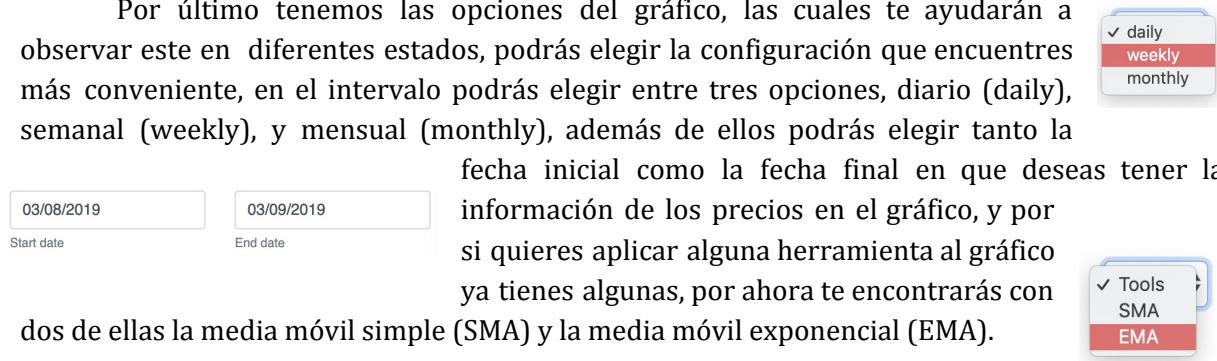 Por último tenemos las opciones del gráfico, las cuales te ayudarán a
observar este en diferentes estados, podrás elegir la configuración que encuentres
más conveniente, en el intervalo podrás elegir entre tres opciones, diario (daily),
semanal (weekly), y mensual (monthly), además de ellos podrás elegir tanto la
✓ daily
weekly
monthly
fecha inicial como la fecha final en que deseas tener la
información de los precios en el gráfico, y por
si quieres aplicar alguna herramienta al gráfico
ya tienes algunas, por ahora te encontrarás con
dos de ellas la media móvil simple (SMA) y la media móvil exponencial (EMA).
03/08/2019
Start date
03/09/2019
End date
✓ Tools
SMA
EMA